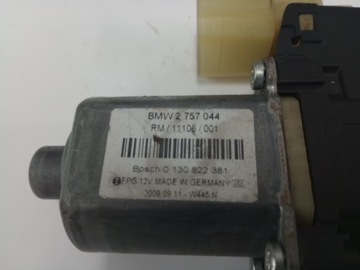 BMW 2 757 044
RM / 11106 / 001
Bosch 0 130 822 381
FPG 12V MADE IN GERMANY
2009 09 11 - W445 N